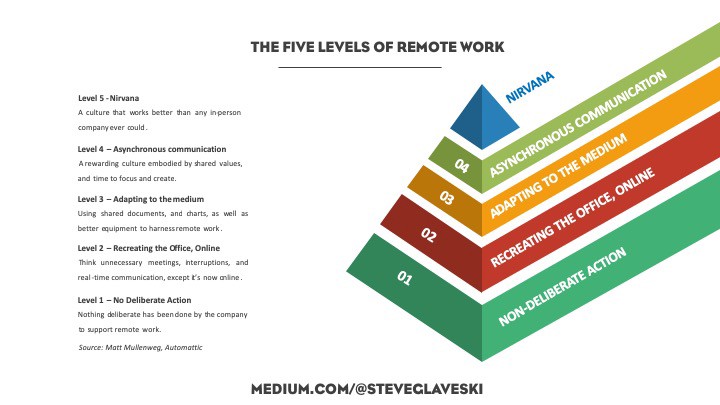 THE FIVE LEVELS OF REMOTE WORK
Level 5 - Nirvana
A culture that works better than any in-person
company ever could.
Level 4 – Asynchronous communication
A rewarding culture embodied by shared values,
and time to focus and create.
Level 3 – Adapting to the medium
Using shared documents, and charts, as well as
better equipment to harness remote work.
Level 2 – Recreating the Office, Online
Think unnecessary meetings, interruptions, and
real-time communication, except it's now online.
Level 1 – No Deliberate Action
Nothing deliberate has been done by the company
to support remote work.
Source: Matt Mullenweg, Automattic
NIRVANA
04 ASYNCHRONOUS COMMUNICATION
03 ADAPTING TO THE MEDIUM
02 RECREATING THE OFFICE, ONLINE
01 NON-DELIBERATE ACTION
MEDIUM.COM/@STEVEGLAVESKI